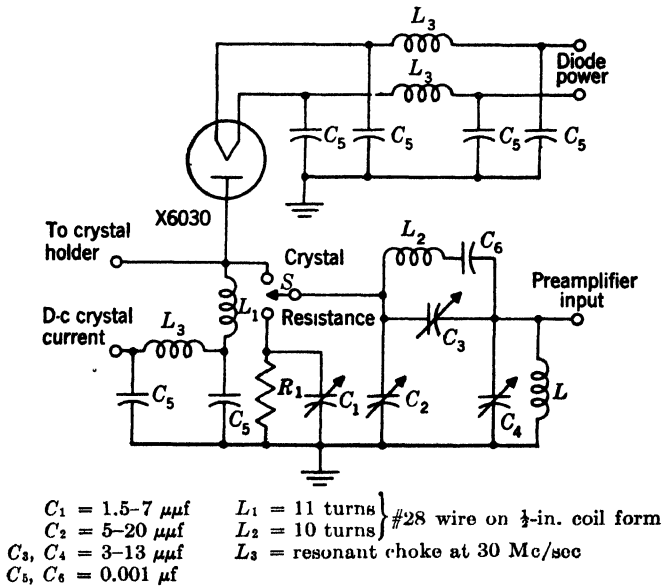 L₃
Diode power
L₃
C₅ C₅ C₅ C₅
X6030
To crystal holder
Crystal
S
L₂
C₆
Preamplifier input
L₁
Resistance
C₃
D-c crystal current
L₃
C₅
C₅
R₁
C₁
C₂
C₄
L
C₁ = 1.5–7 μμf
C₂ = 5–20 μμf
C₃, C₄ = 3–13 μμf
C₅, C₆ = 0.001 μf
L₁ = 11 turns
L₂ = 10 turns
} #28 wire on ½-in. coil form
L₃ = resonant choke at 30 Mc/sec